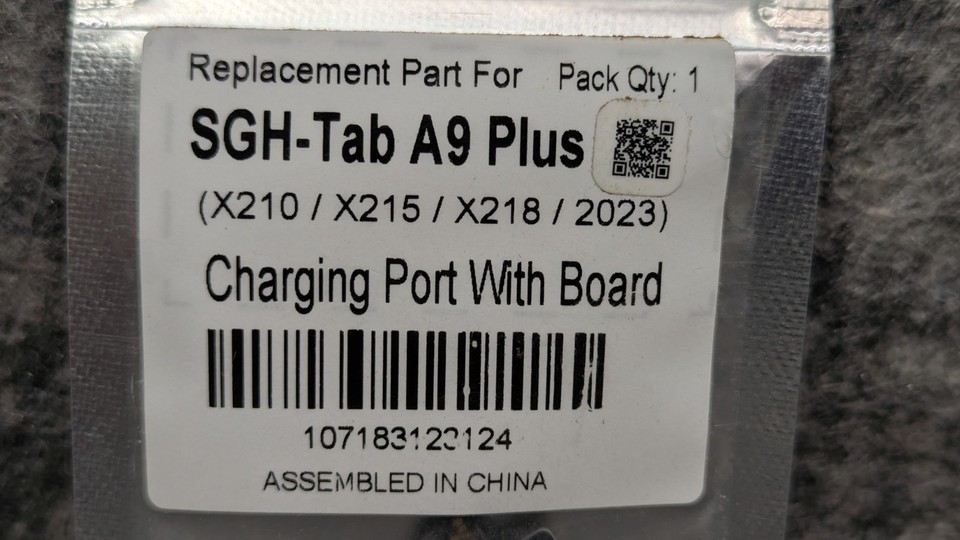 Replacement Part For Pack Qty: 1
SGH-Tab A9 Plus
(X210 / X215 / X218 / 2023)
Charging Port With Board
107183123124
ASSEMBLED IN CHINA